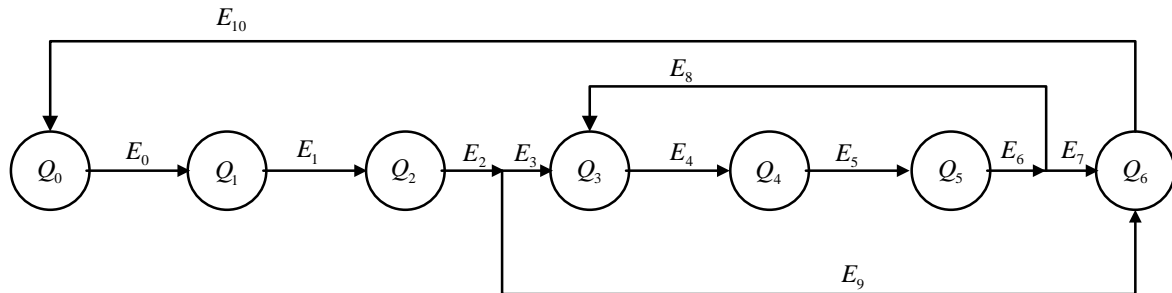 E₁₀
E₈
Q₀ E₀ Q₁ E₁ Q₂ E₂ E₃ Q₃ E₄ Q₄ E₅ Q₅ E₆ E₇ Q₆
E₉